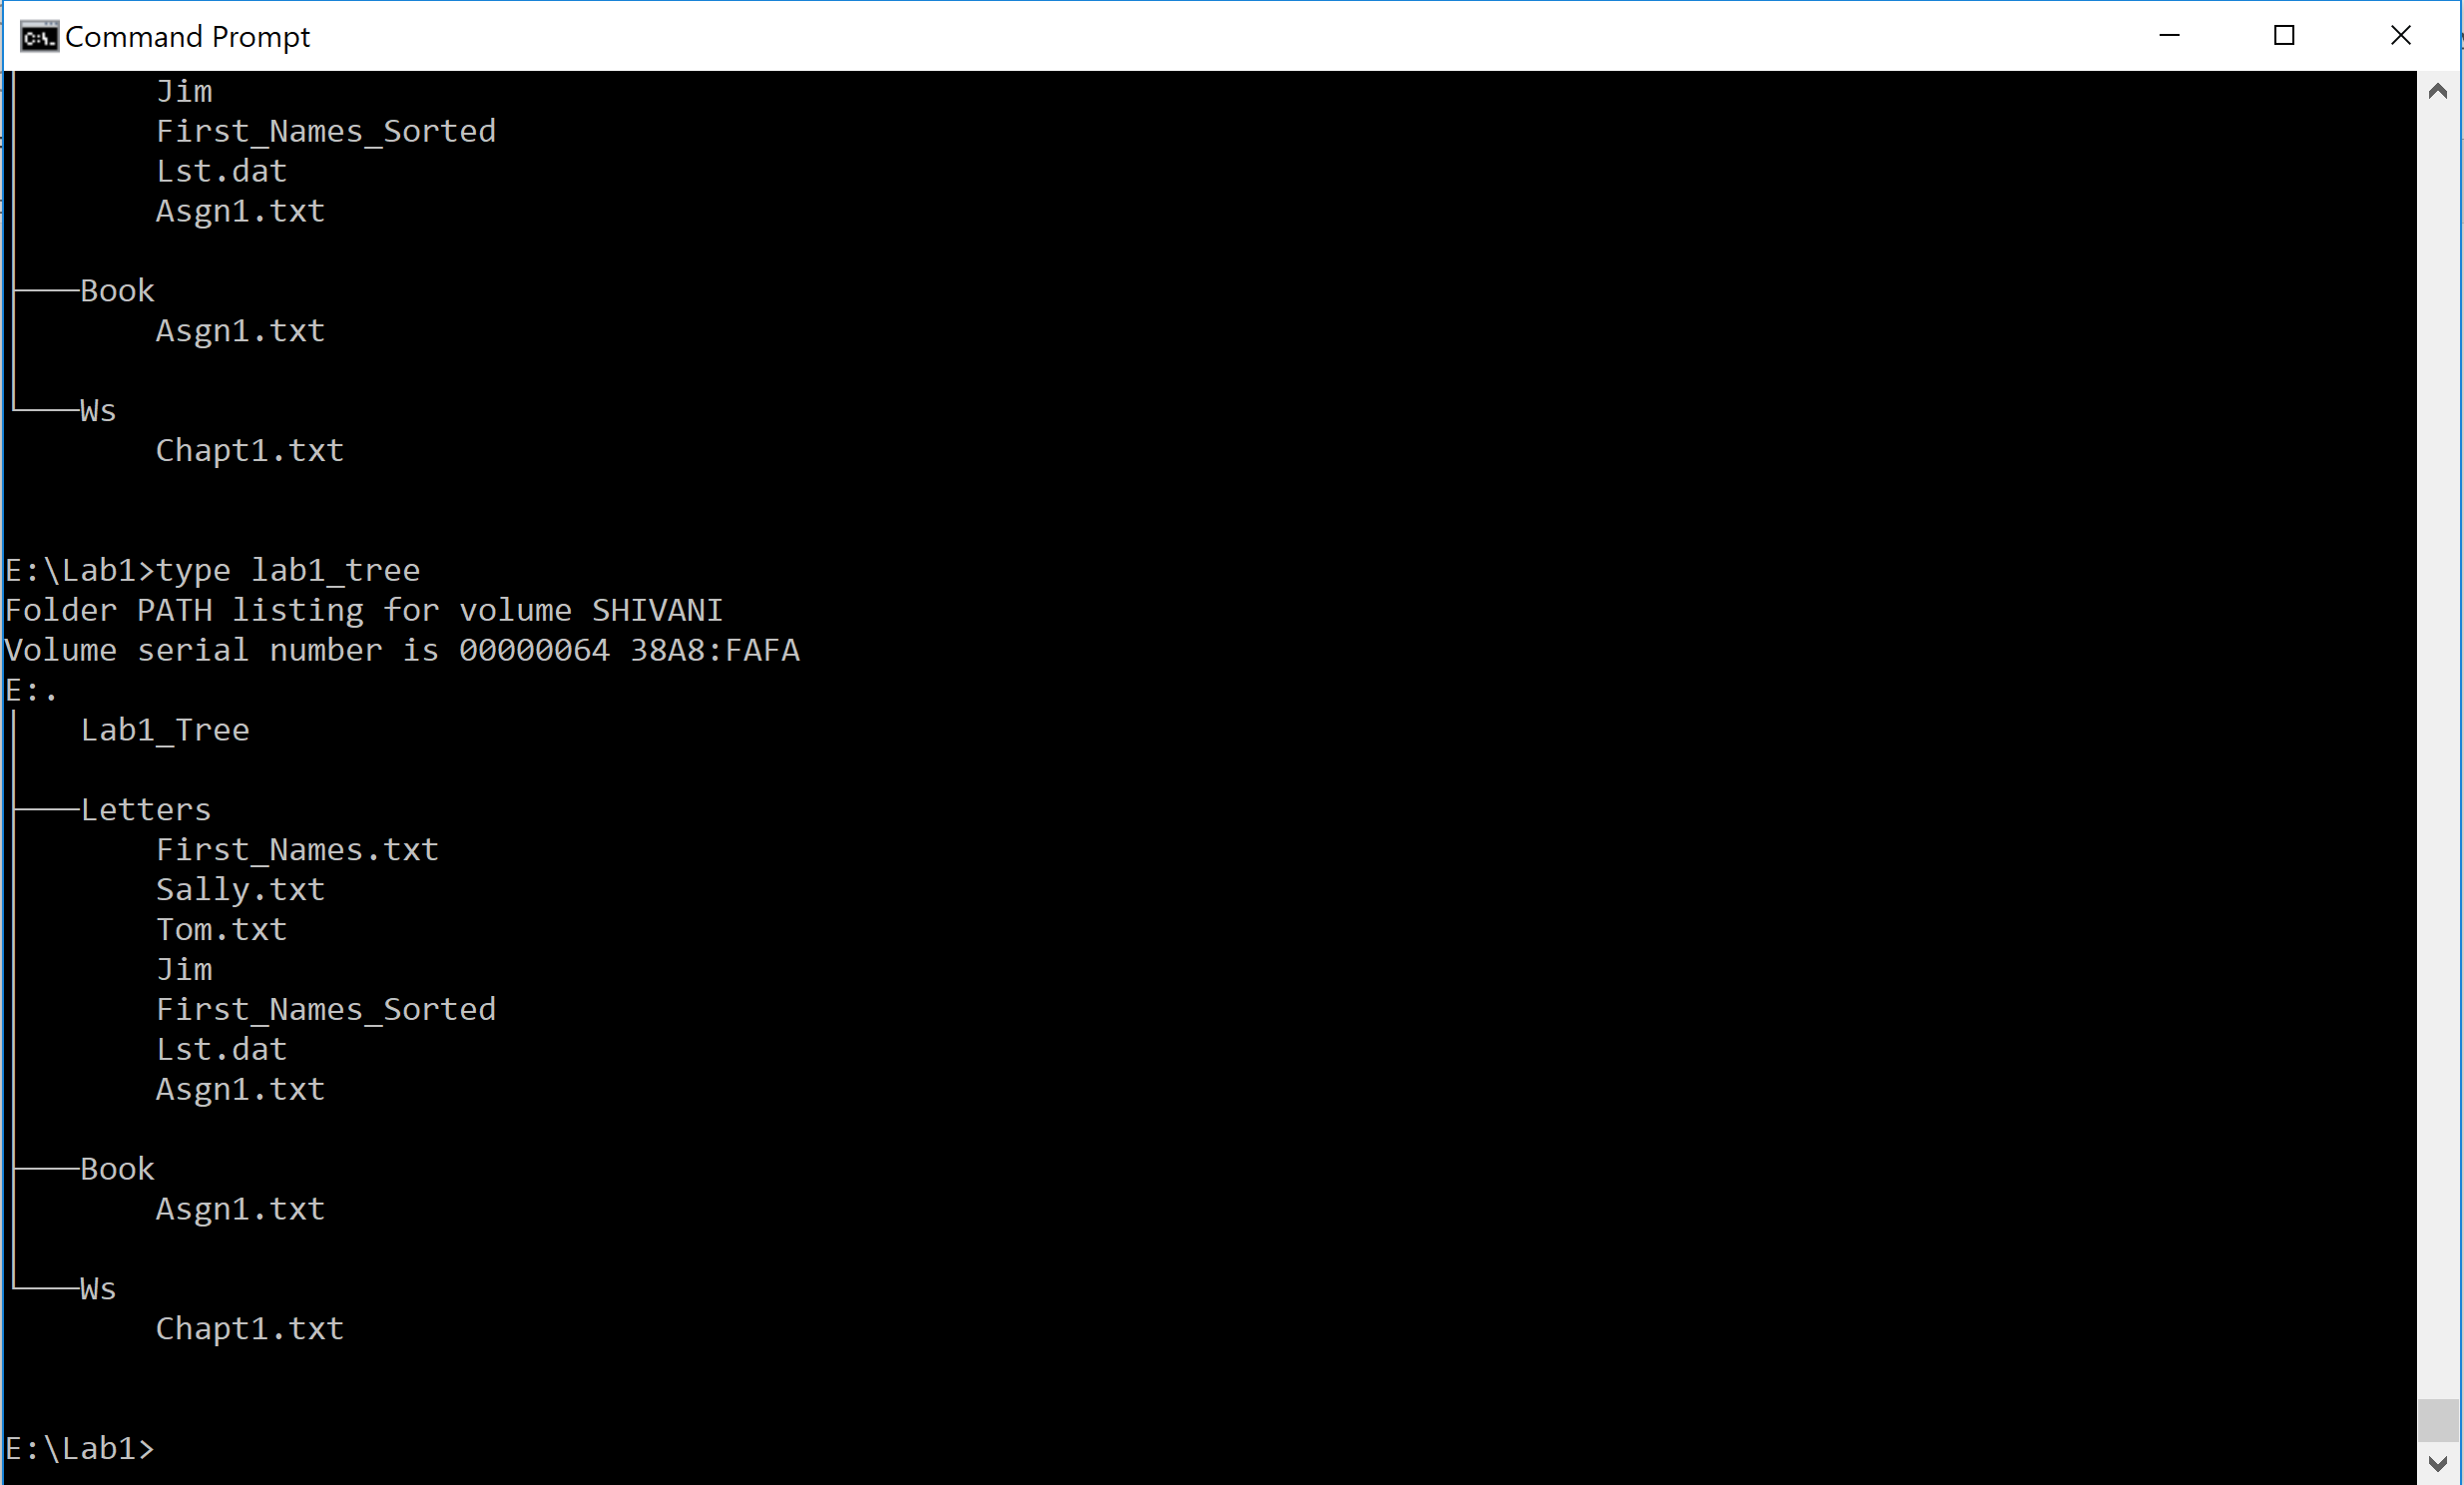 Command Prompt
Jim
First_Names_Sorted
Lst.dat
Asgn1.txt
├───Book
Asgn1.txt
└───Ws
Chapt1.txt
E:\Lab1>type lab1_tree
Folder PATH listing for volume SHIVANI
Volume serial number is 00000064 38A8:FAFA
E:.
Lab1_Tree
├───Letters
First_Names.txt
Sally.txt
Tom.txt
Jim
First_Names_Sorted
Lst.dat
Asgn1.txt
├───Book
Asgn1.txt
└───Ws
Chapt1.txt
E:\Lab1>